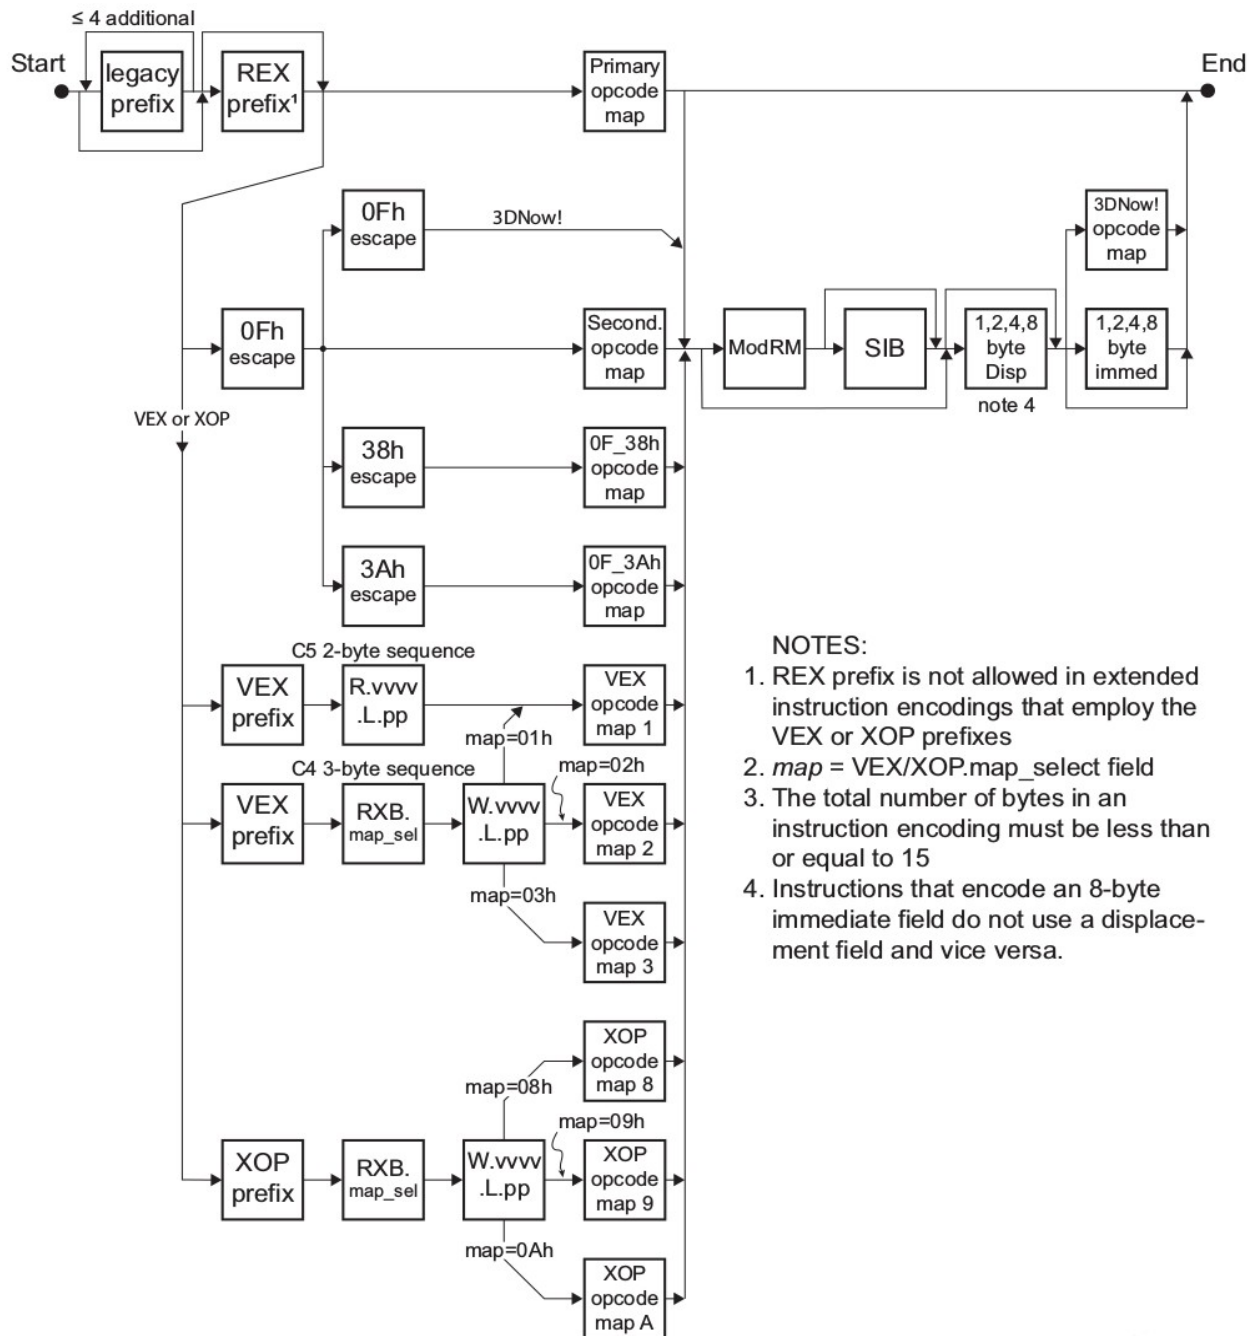 ≤ 4 additional
Start
legacy
prefix
REX
prefix¹
Primary
opcode
map
End
0Fh
escape
3DNow!
3DNow!
opcode
map
0Fh
escape
Second.
opcode
map
ModRM
SIB
1,2,4,8
byte
Disp
note 4
1,2,4,8
byte
immed
VEX or XOP
38h
escape
0F_38h
opcode
map
3Ah
escape
0F_3Ah
opcode
map
C5 2-byte sequence
VEX
prefix
R.vvvv
.L.pp
VEX
opcode
map 1
map=01h
C4 3-byte sequence
map=02h
VEX
prefix
RXB.
map_sel
W.vvvv
.L.pp
VEX
opcode
map 2
map=03h
VEX
opcode
map 3
NOTES:
1. REX prefix is not allowed in extended
instruction encodings that employ the
VEX or XOP prefixes
2. map = VEX/XOP.map_select field
3. The total number of bytes in an
instruction encoding must be less than
or equal to 15
4. Instructions that encode an 8-byte
immediate field do not use a displace-
ment field and vice versa.
XOP
opcode
map 8
map=08h
map=09h
XOP
prefix
RXB.
map_sel
W.vvvv
.L.pp
XOP
opcode
map 9
map=0Ah
XOP
opcode
map A